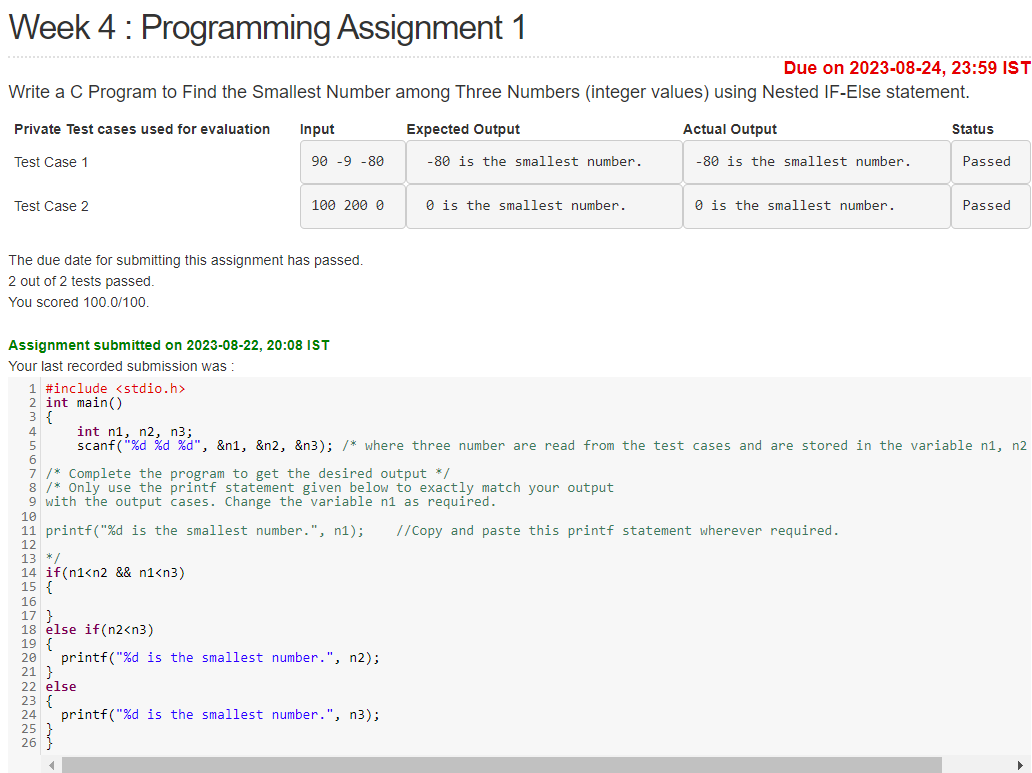 Week 4 : Programming Assignment 1
Due on 2023-08-24, 23:59 IST
Write a C Program to Find the Smallest Number among Three Numbers (integer values) using Nested IF-Else statement.
Private Test cases used for evaluation Input Expected Output Actual Output Status
Test Case 1 90 -9 -80 -80 is the smallest number. -80 is the smallest number. Passed
Test Case 2 100 200 0 0 is the smallest number. 0 is the smallest number. Passed
The due date for submitting this assignment has passed.
2 out of 2 tests passed.
You scored 100.0/100.
Assignment submitted on 2023-08-22, 20:08 IST
Your last recorded submission was :
1 #include <stdio.h>
2 int main()
3 {
4     int n1, n2, n3;
5     scanf("%d %d %d", &n1, &n2, &n3); /* where three number are read from the test cases and are stored in the variable n1, n2
6
7 /* Complete the program to get the desired output */
8 /* Only use the printf statement given below to exactly match your output
9 with the output cases. Change the variable n1 as required.
10
11 printf("%d is the smallest number.", n1);    //Copy and paste this printf statement wherever required.
12
13 */
14 if(n1<n2 && n1<n3)
15 {
16
17 }
18 else if(n2<n3)
19 {
20   printf("%d is the smallest number.", n2);
21 }
22 else
23 {
24   printf("%d is the smallest number.", n3);
25 }
26 }